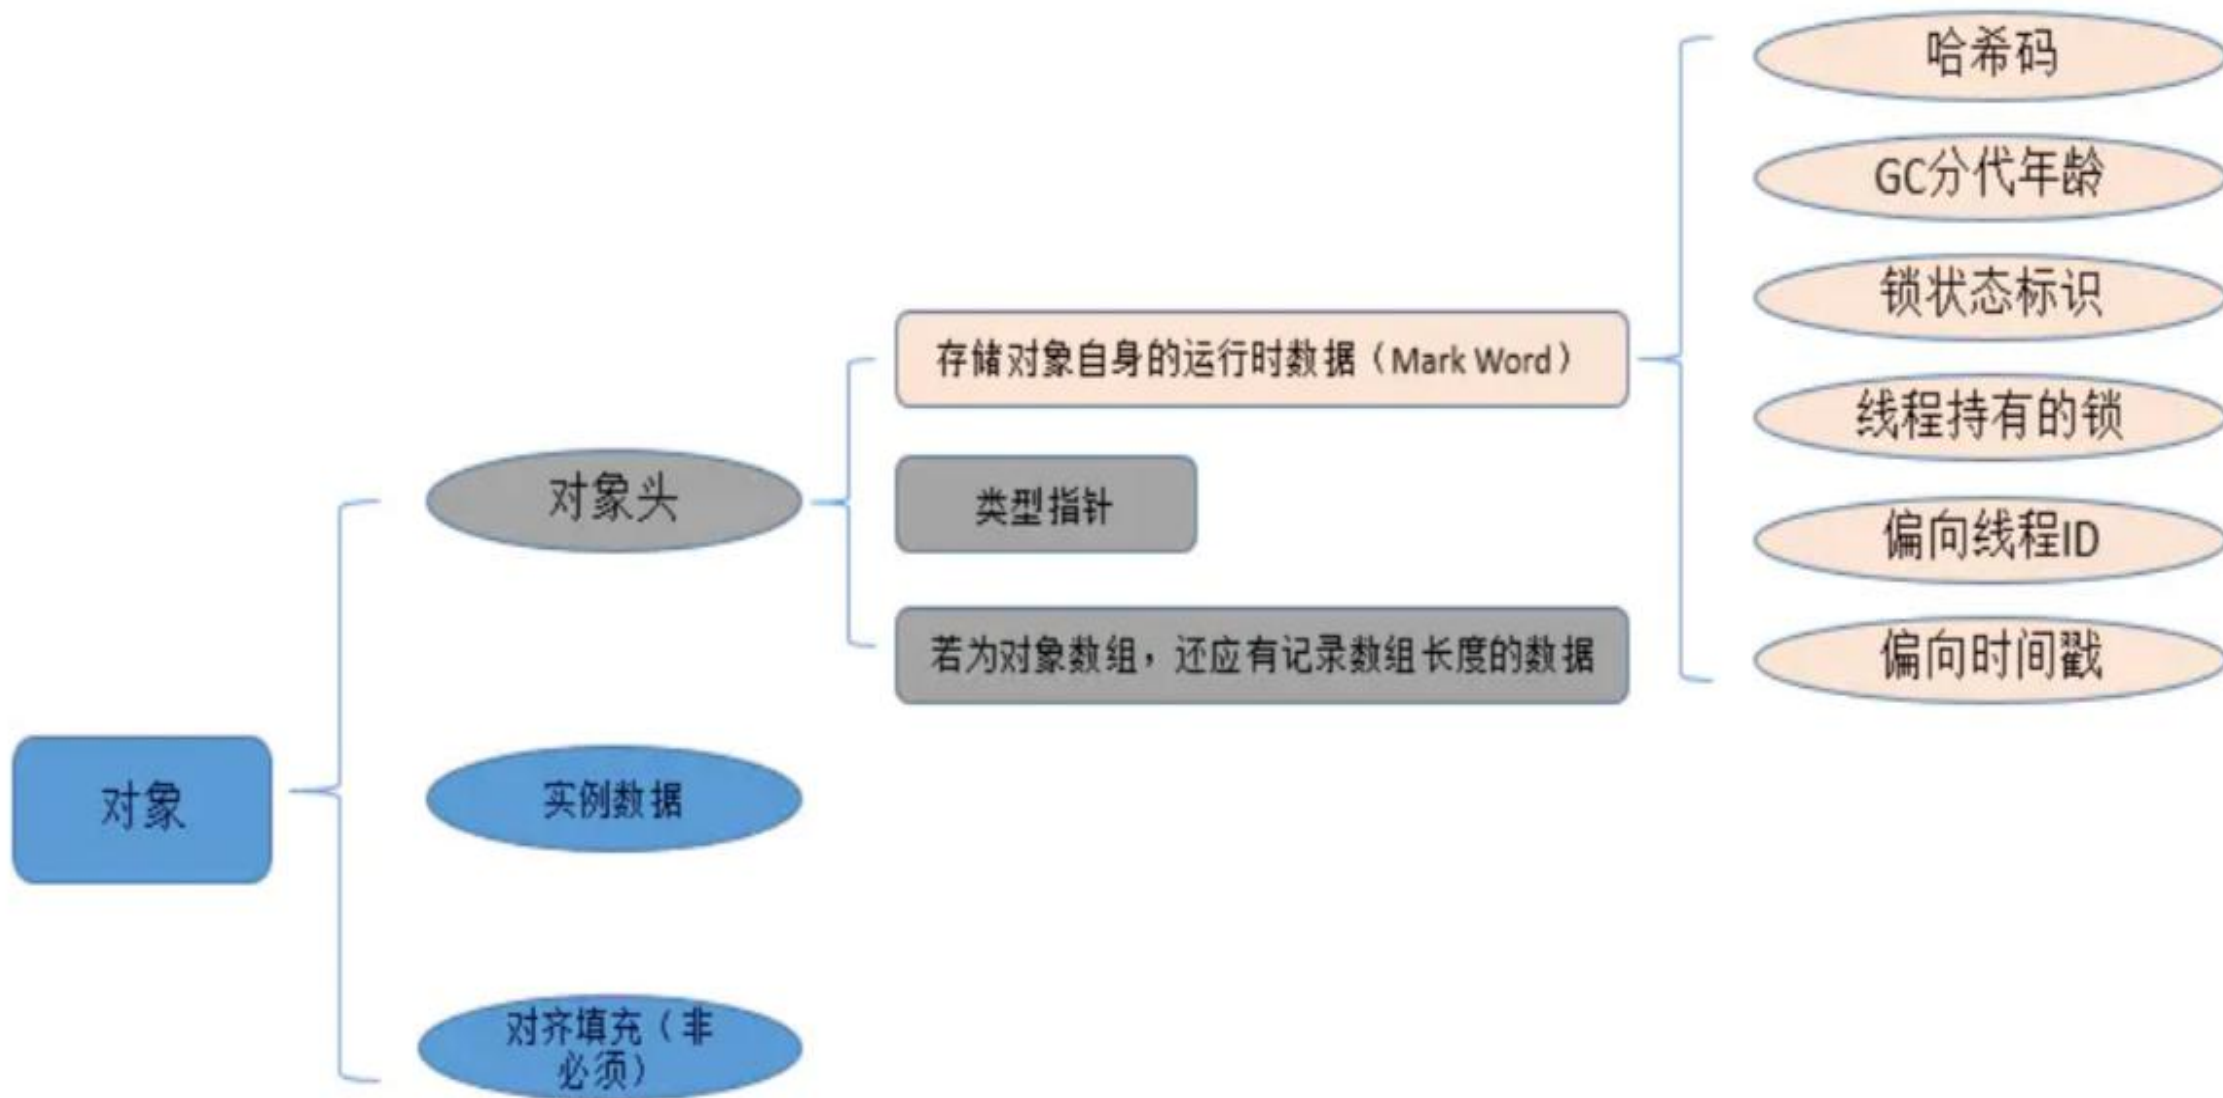 哈希码
GC分代年龄
锁状态标识
存储对象自身的运行时数据（Mark Word）
线程持有的锁
对象头
类型指针
偏向线程ID
若为对象数组，还应有记录数组长度的数据
偏向时间戳
对象
实例数据
对齐填充（非
必须）